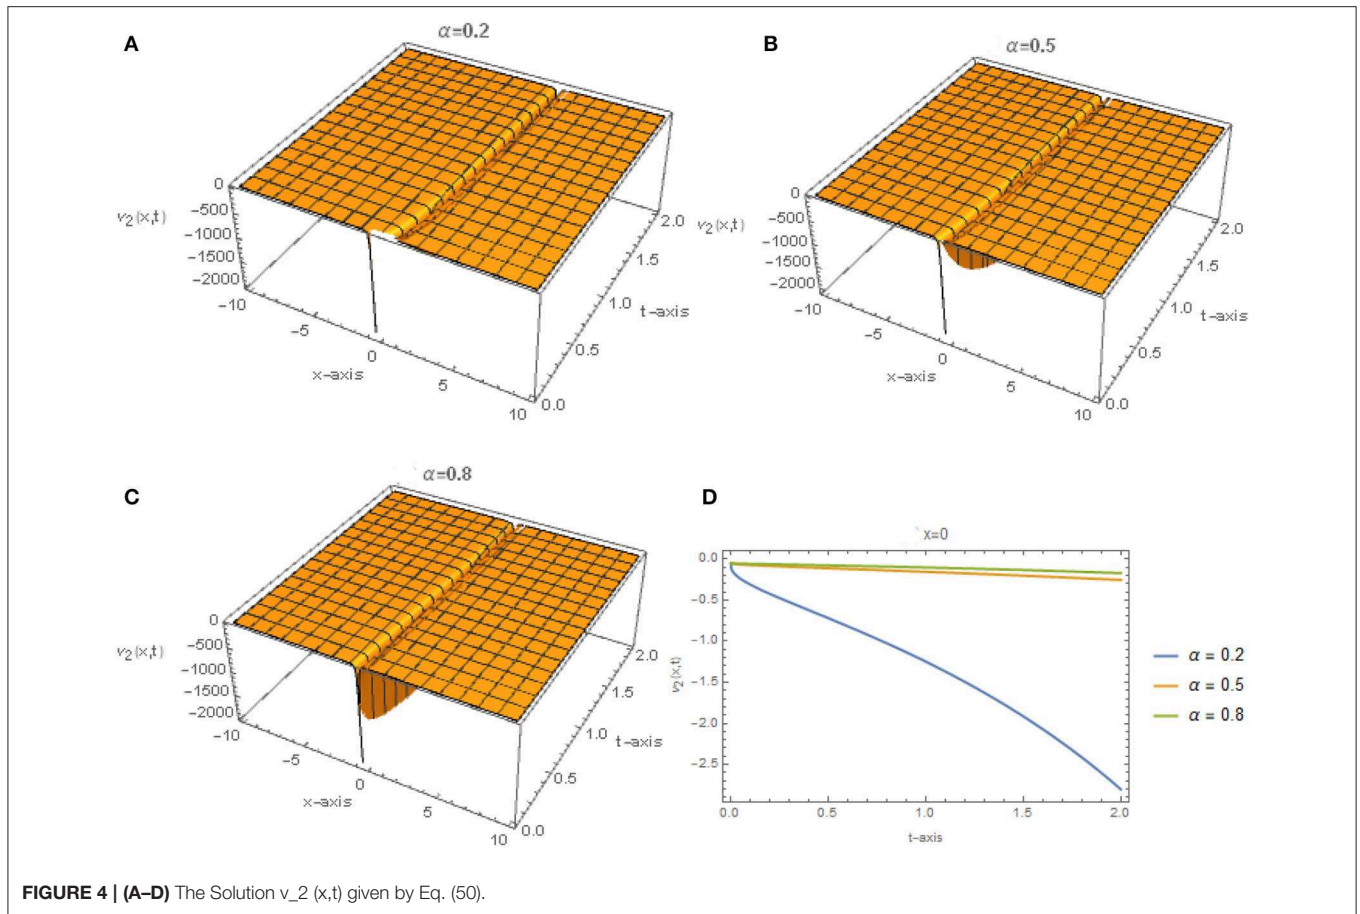 A
α=0.2
0
−500
−1000
−1500
−2000
v2(x,t)
−10
−5
0
5
10
x−axis
0.0
0.5
1.0
1.5
2.0
t−axis
B
α=0.5
0
−500
−1000
−1500
−2000
v2(x,t)
−10
−5
0
5
10
x−axis
0.0
0.5
1.0
1.5
2.0
t−axis
C
α=0.8
0
−500
−1000
−1500
−2000
v2(x,t)
−10
−5
0
5
10
x−axis
0.0
0.5
1.0
1.5
2.0
t−axis
D
x=0
0.0
−0.5
−1.0
−1.5
−2.0
−2.5
v2(x,t)
0.0 0.5 1.0 1.5 2.0
t−axis
α = 0.2
α = 0.5
α = 0.8
FIGURE 4 | (A–D) The Solution v_2 (x,t) given by Eq. (50).